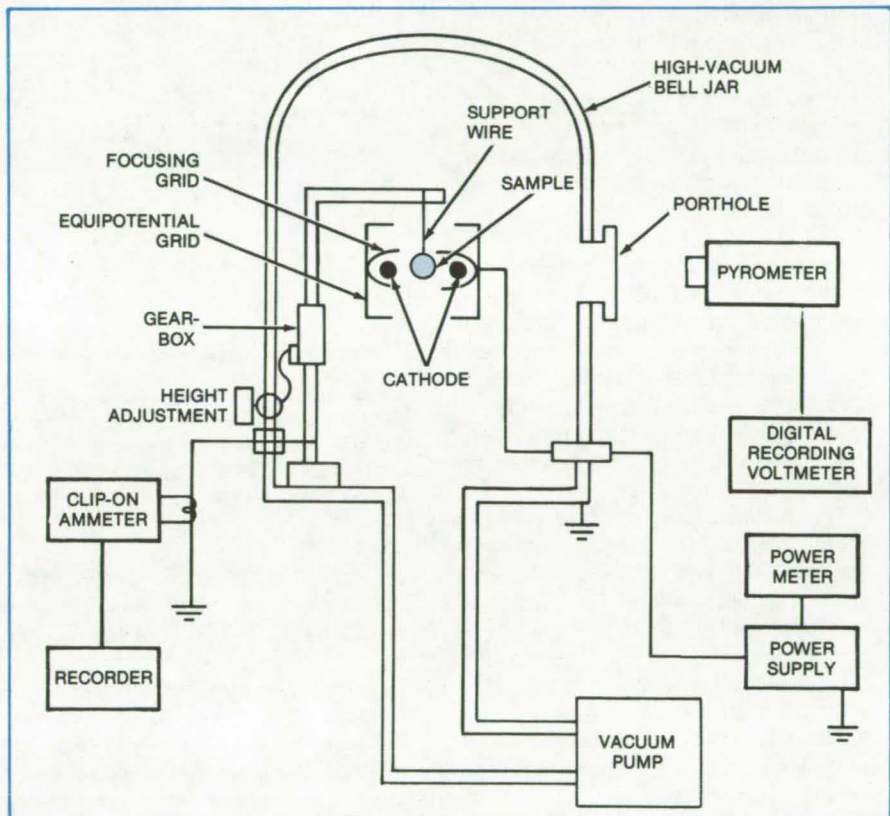 HIGH-VACUUM
BELL JAR
SUPPORT
WIRE
FOCUSING
GRID
SAMPLE
PORTHOLE
EQUIPOTENTIAL
GRID
PYROMETER
GEAR-
BOX
CATHODE
HEIGHT
ADJUSTMENT
DIGITAL
RECORDING
VOLTMETER
CLIP-ON
AMMETER
POWER
METER
POWER
SUPPLY
RECORDER
VACUUM
PUMP